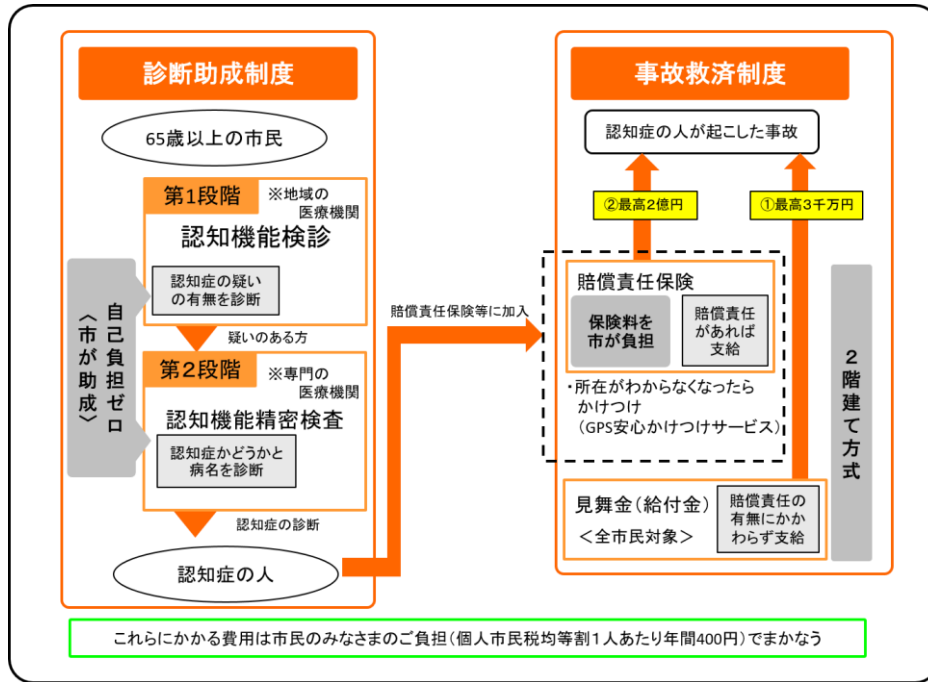 診断助成制度
65歳以上の市民
第1段階
※地域の
医療機関
認知機能検診
認知症の疑い
の有無を診断
自己負担ゼロ
〈市が助成〉
疑いのある方
第2段階
※専門の
医療機関
認知機能精密検査
認知症かどうかと
病名を診断
認知症の診断
認知症の人
賠償責任保険等に加入
事故救済制度
認知症の人が起こした事故
②最高2億円
①最高3千万円
賠償責任保険
保険料を
市が負担
賠償責任
があれば
支給
・所在がわからなくなったら
かけつけ
（GPS安心かけつけサービス）
2階建て方式
見舞金（給付金）
＜全市民対象＞
賠償責任の
有無にかか
わらず支給
これらにかかる費用は市民のみなさまのご負担（個人市民税均等割1人あたり年間400円）でまかなう